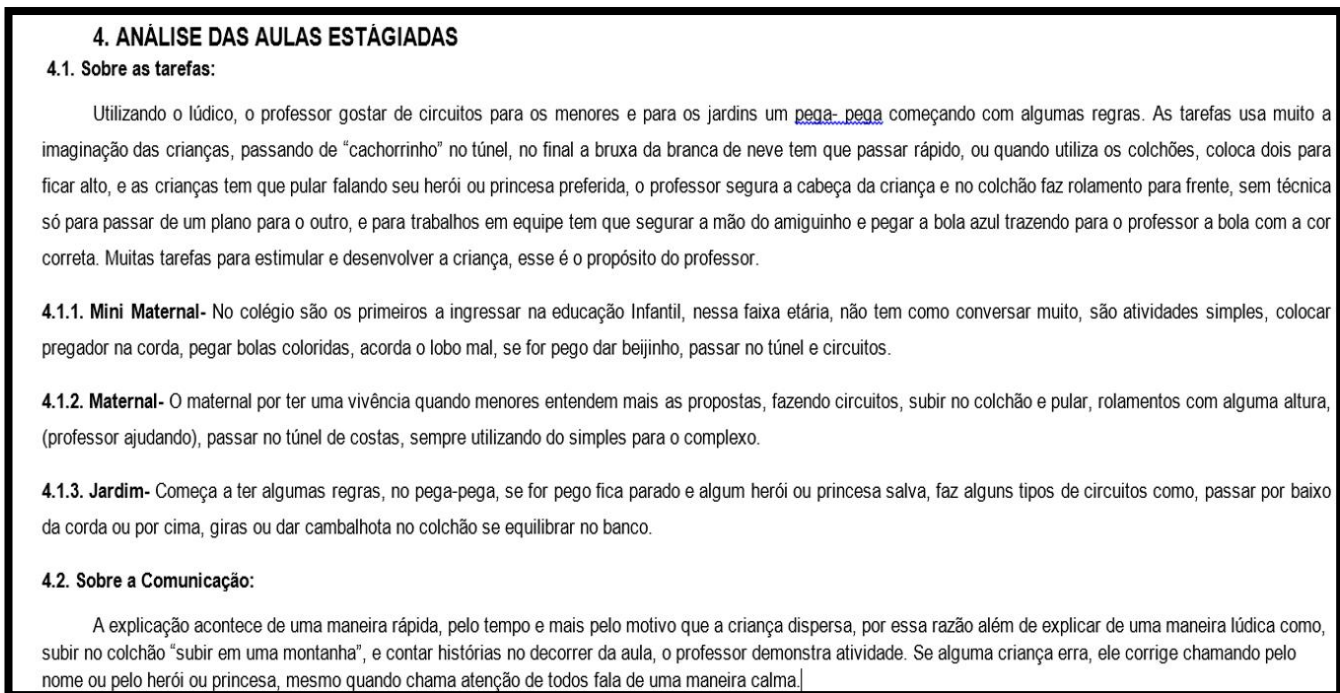 4. ANÁLISE DAS AULAS ESTÁGIADAS
4.1. Sobre as tarefas:
Utilizando o lúdico, o professor gostar de circuitos para os menores e para os jardins um pega- pega começando com algumas regras. As tarefas usa muito a
imaginação das crianças, passando de “cachorrinho” no túnel, no final a bruxa da branca de neve tem que passar rápido, ou quando utiliza os colchões, coloca dois para
ficar alto, e as crianças tem que pular falando seu herói ou princesa preferida, o professor segura a cabeça da criança e no colchão faz rolamento para frente, sem técnica
só para passar de um plano para o outro, e para trabalhos em equipe tem que segurar a mão do amiguinho e pegar a bola azul trazendo para o professor a bola com a cor
correta. Muitas tarefas para estimular e desenvolver a criança, esse é o propósito do professor.
4.1.1. Mini Maternal- No colégio são os primeiros a ingressar na educação Infantil, nessa faixa etária, não tem como conversar muito, são atividades simples, colocar
pregador na corda, pegar bolas coloridas, acorda o lobo mal, se for pego dar beijinho, passar no túnel e circuitos.
4.1.2. Maternal- O maternal por ter uma vivência quando menores entendem mais as propostas, fazendo circuitos, subir no colchão e pular, rolamentos com alguma altura,
(professor ajudando), passar no túnel de costas, sempre utilizando do simples para o complexo.
4.1.3. Jardim- Começa a ter algumas regras, no pega-pega, se for pego fica parado e algum herói ou princesa salva, faz alguns tipos de circuitos como, passar por baixo
da corda ou por cima, giras ou dar cambalhota no colchão se equilibrar no banco.
4.2. Sobre a Comunicação:
A explicação acontece de uma maneira rápida, pelo tempo e mais pelo motivo que a criança dispersa, por essa razão além de explicar de uma maneira lúdica como,
subir no colchão “subir em uma montanha”, e contar histórias no decorrer da aula, o professor demonstra atividade. Se alguma criança erra, ele corrige chamando pelo
nome ou pelo herói ou princesa, mesmo quando chama atenção de todos fala de uma maneira calma.